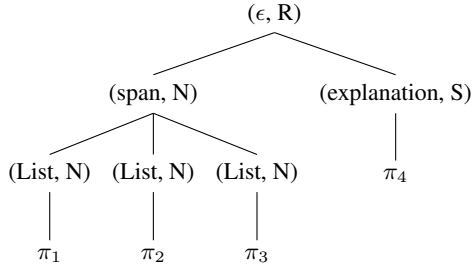 (ϵ, R)
(span, N) (explanation, S)
(List, N) (List, N) (List, N) π₄
π₁ π₂ π₃